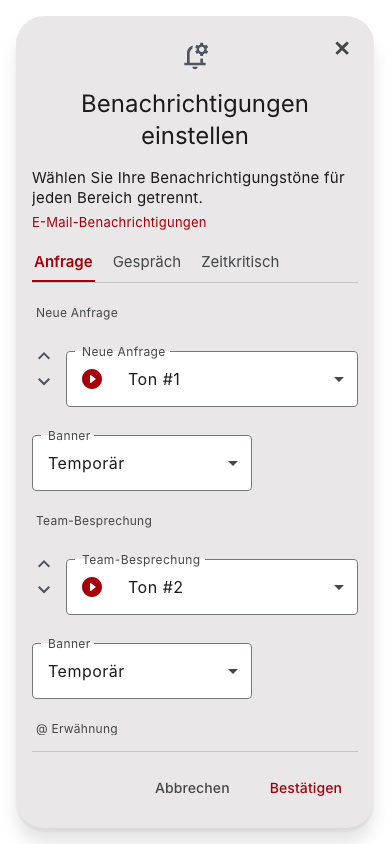 Benachrichtigungen
einstellen
Wählen Sie Ihre Benachrichtigungstöne für
jeden Bereich getrennt.
E-Mail-Benachrichtigungen
Anfrage Gespräch Zeitkritisch
Neue Anfrage
Neue Anfrage
Ton #1
Banner
Temporär
Team-Besprechung
Team-Besprechung
Ton #2
Banner
Temporär
@ Erwähnung
Abbrechen Bestätigen